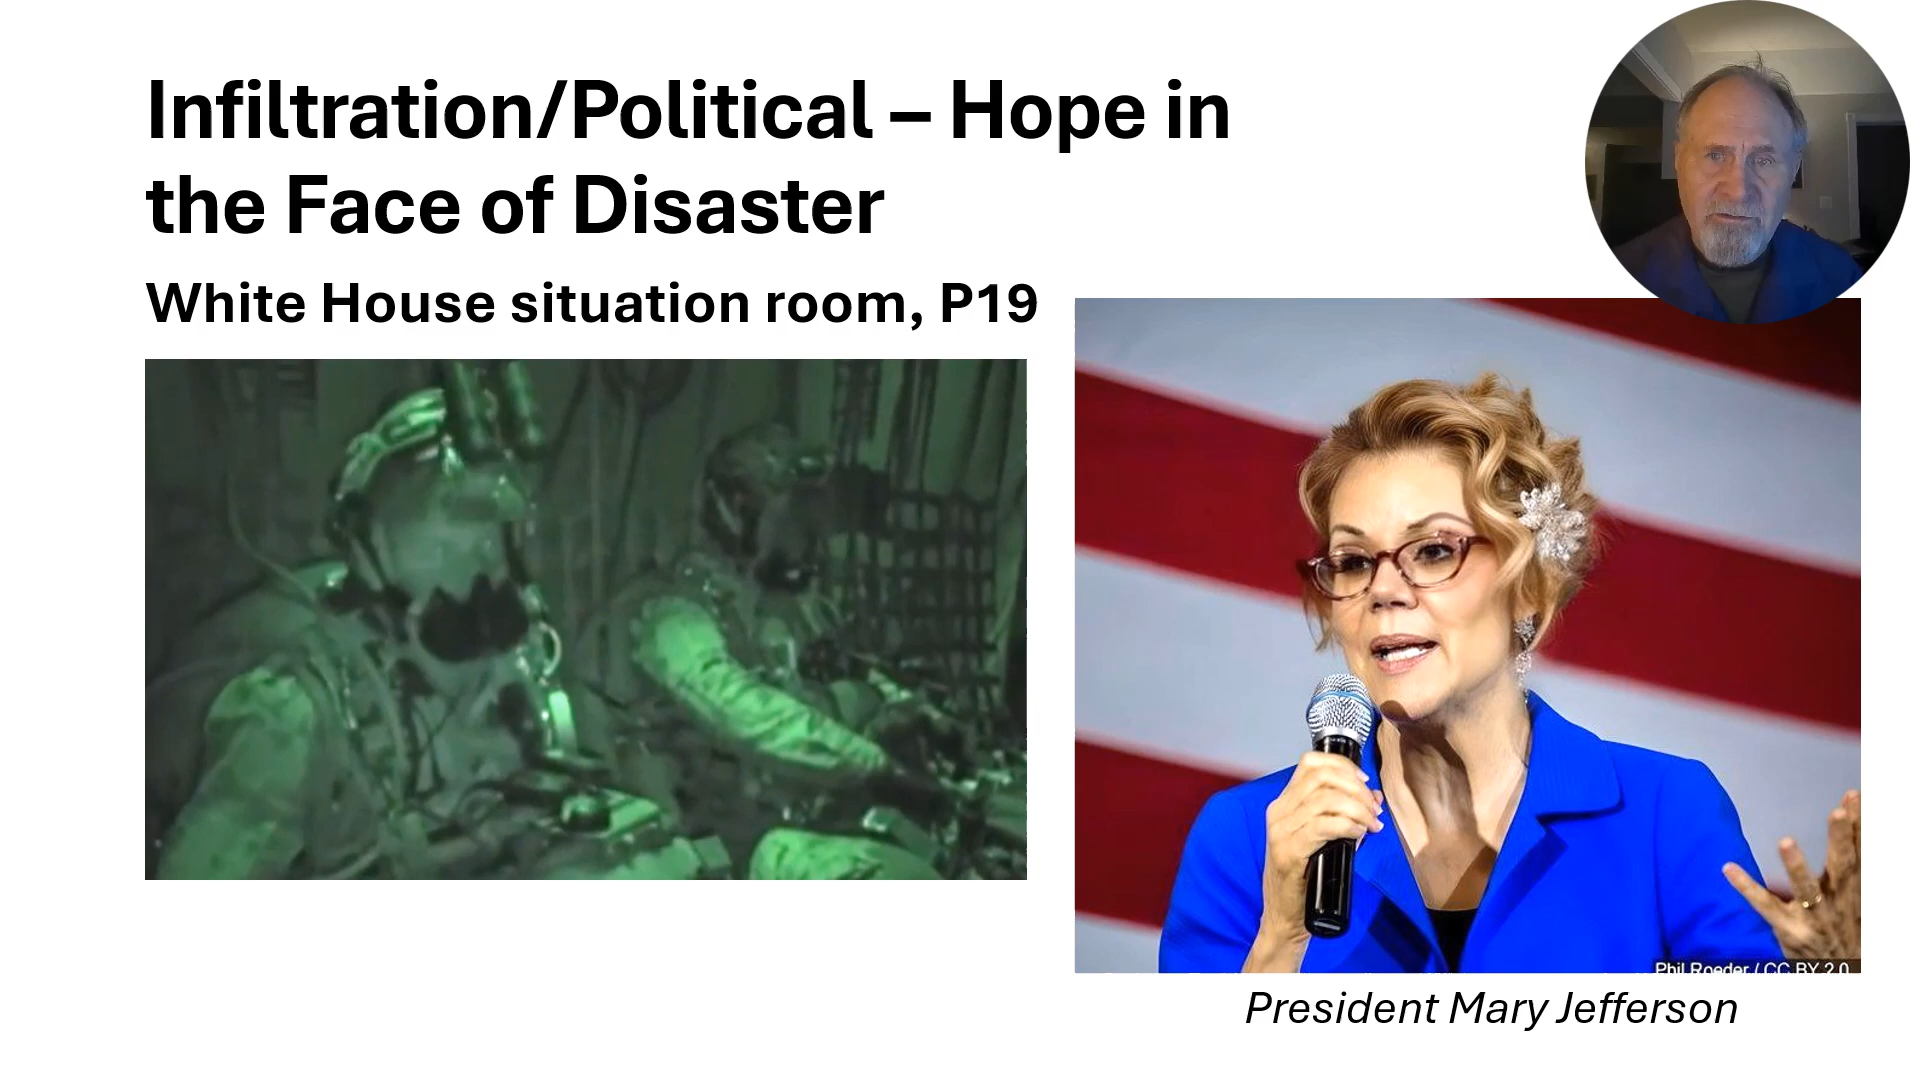 Infiltration/Political – Hope in
the Face of Disaster
White House situation room, P19
Phil Roeder / CC BY 2.0
President Mary Jefferson